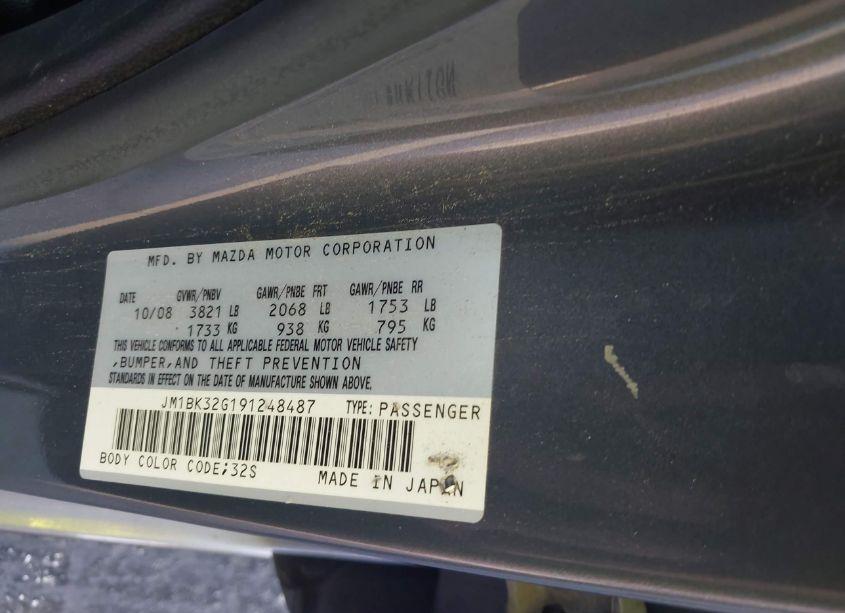 MFD. BY MAZDA MOTOR CORPORATION
DATE GVWR/PNBV GAWR/PNBE FRT GAWR/PNBE RR
10/08 3821 LB 2068 LB 1753 LB
1733 KG 938 KG 795 KG
THIS VEHICLE CONFORMS TO ALL APPLICABLE FEDERAL MOTOR VEHICLE SAFETY
,BUMPER,AND THEFT PREVENTION
STANDARDS IN EFFECT ON THE DATE OF MANUFACTURE SHOWN ABOVE.
JM1BK32G191248487 TYPE: PASSENGER
BODY COLOR CODE;32S
MADE IN JAPAN